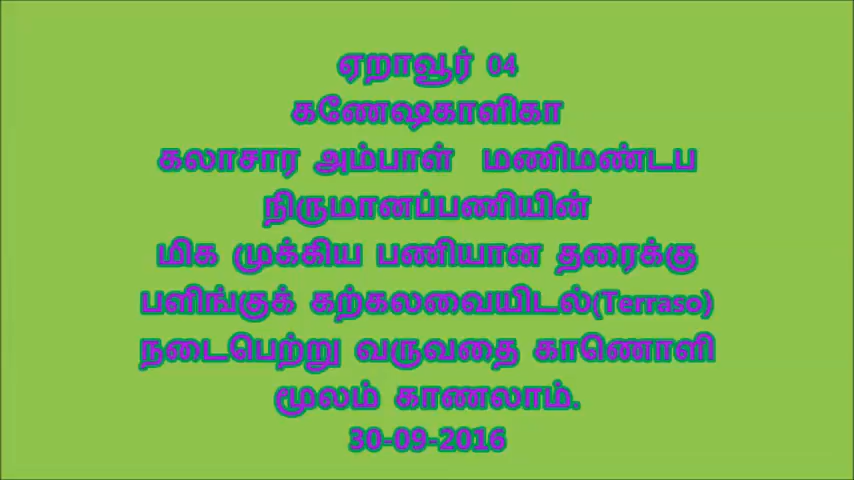 ஏறாவூர் 04
கணேஷகாளிகா
கலாசார அம்பாள் மணிமண்டப
நிருமானப்பணியின்
மிக முக்கிய பணியான தரைக்கு
பளிங்குக் கற்கலவையிடல்(Terraso)
நடைபெற்று வருவதை காணொளி
மூலம் காணலாம்.
30-09-2016